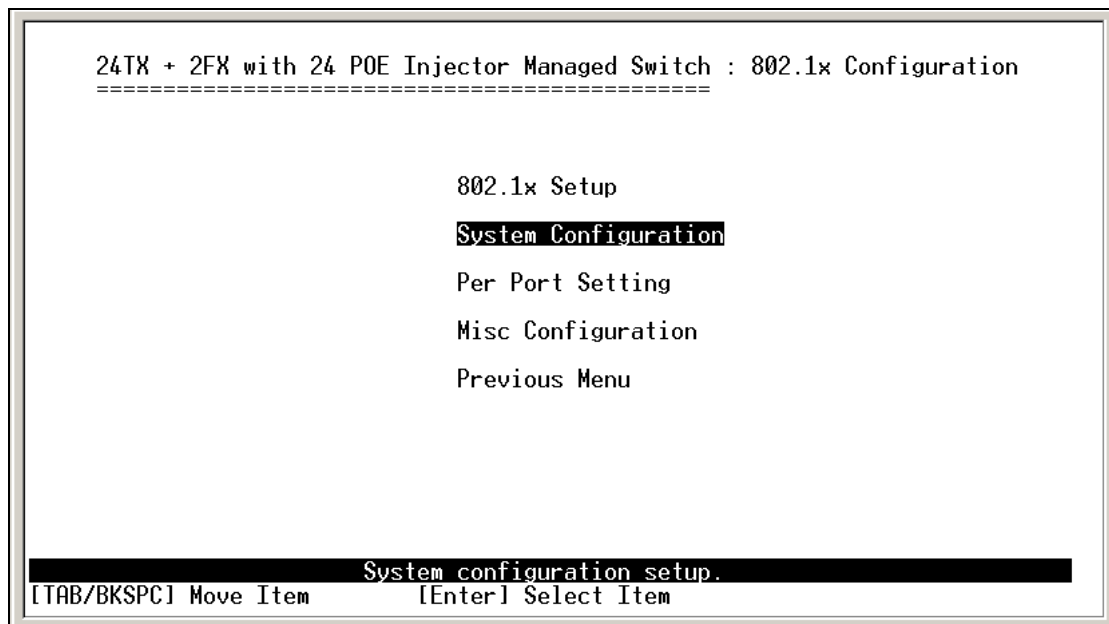 24TX + 2FX with 24 POE Injector Managed Switch : 802.1x Configuration
==============================================
802.1x Setup
System Configuration
Per Port Setting
Misc Configuration
Previous Menu
System configuration setup.
[TAB/BKSPC] Move Item [Enter] Select Item